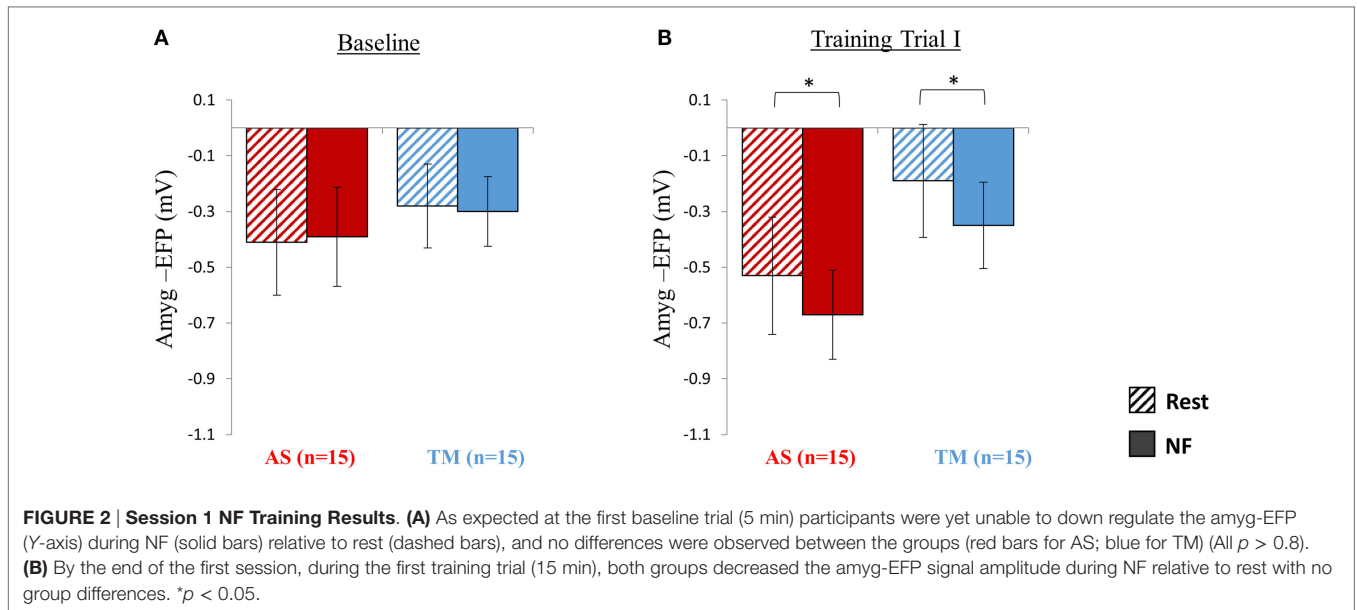 A
Baseline
B
Training Trial I
*
*
0.1
-0.1
-0.3
-0.5
-0.7
-0.9
-1.1
Amyg –EFP (mV)
AS (n=15)
TM (n=15)
0.1
-0.1
-0.3
-0.5
-0.7
-0.9
-1.1
Amyg –EFP (mV)
AS (n=15)
TM (n=15)
Rest
NF
FIGURE 2 | Session 1 NF Training Results. (A) As expected at the first baseline trial (5 min) participants were yet unable to down regulate the amyg-EFP
(Y-axis) during NF (solid bars) relative to rest (dashed bars), and no differences were observed between the groups (red bars for AS; blue for TM) (All p > 0.8).
(B) By the end of the first session, during the first training trial (15 min), both groups decreased the amyg-EFP signal amplitude during NF relative to rest with no
group differences. *p < 0.05.